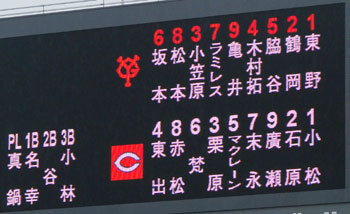 6 8 3 7 9 4 5 2 1
坂本
松本
小笠原
ラミレス
亀井
木村拓
脇谷
鶴岡
東野
PL 1B 2B 3B
真鍋
名幸
谷
小林
4 8 6 3 5 7 9 2 1
東出
赤松
梵
栗原
マクレーン
末永
廣瀬
石原
小松